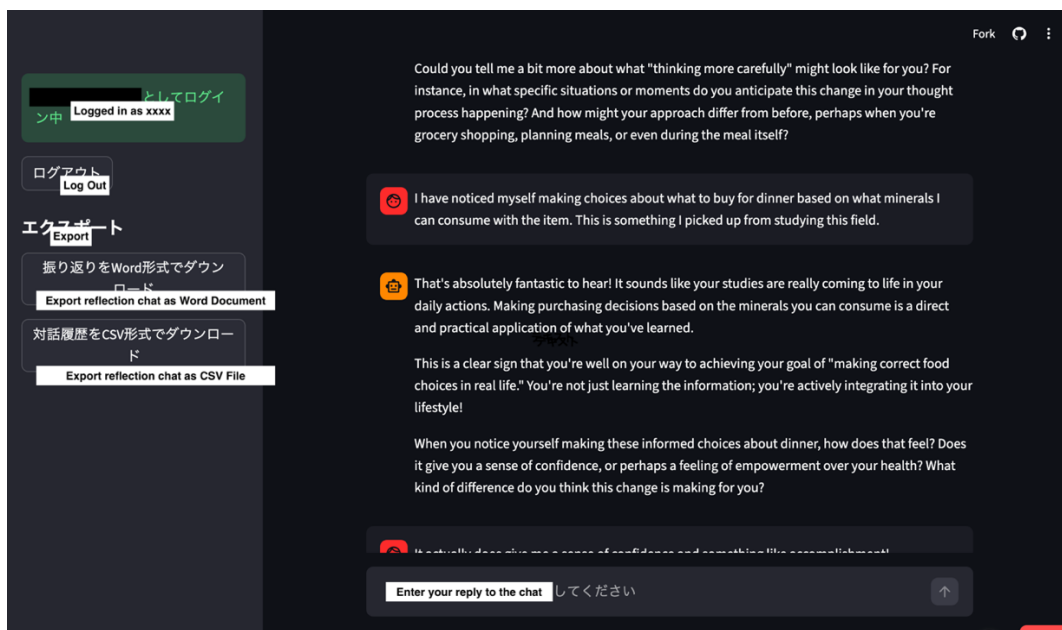 Fork
としてログイ
ン中
Logged in as xxxx
ログアウト
Log Out
エクスポート
Export
振り返りをWord形式でダウン
ロード
Export reflection chat as Word Document
対話履歴をCSV形式でダウンロー
ド
Export reflection chat as CSV File
Could you tell me a bit more about what "thinking more carefully" might look like for you? For
instance, in what specific situations or moments do you anticipate this change in your thought
process happening? And how might your approach differ from before, perhaps when you're
grocery shopping, planning meals, or even during the meal itself?
I have noticed myself making choices about what to buy for dinner based on what minerals I
can consume with the item. This is something I picked up from studying this field.
That's absolutely fantastic to hear! It sounds like your studies are really coming to life in your
daily actions. Making purchasing decisions based on the minerals you can consume is a direct
and practical application of what you've learned.
This is a clear sign that you're well on your way to achieving your goal of "making correct food
choices in real life." You're not just learning the information; you're actively integrating it into your
lifestyle!
When you notice yourself making these informed choices about dinner, how does that feel? Does
it give you a sense of confidence, or perhaps a feeling of empowerment over your health? What
kind of difference do you think this change is making for you?
It actually does give me a sense of confidence and something like accomplishment!
Enter your reply to the chat
してください